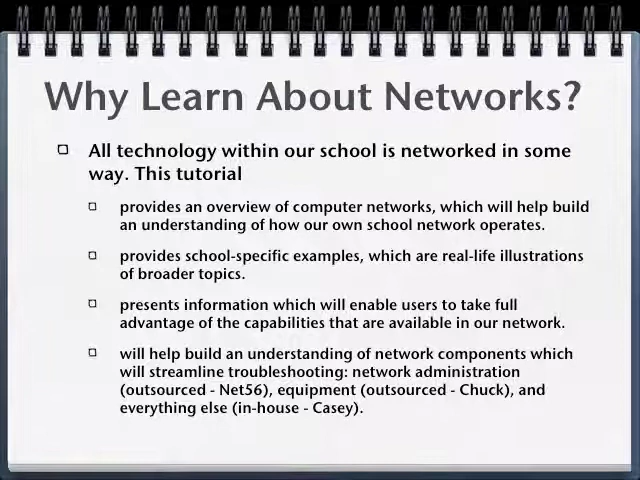 Why Learn About Networks?
All technology within our school is networked in some
way. This tutorial
provides an overview of computer networks, which will help build
an understanding of how our own school network operates.
provides school-specific examples, which are real-life illustrations
of broader topics.
presents information which will enable users to take full
advantage of the capabilities that are available in our network.
will help build an understanding of network components which
will streamline troubleshooting: network administration
(outsourced - Net56), equipment (outsourced - Chuck), and
everything else (in-house - Casey).